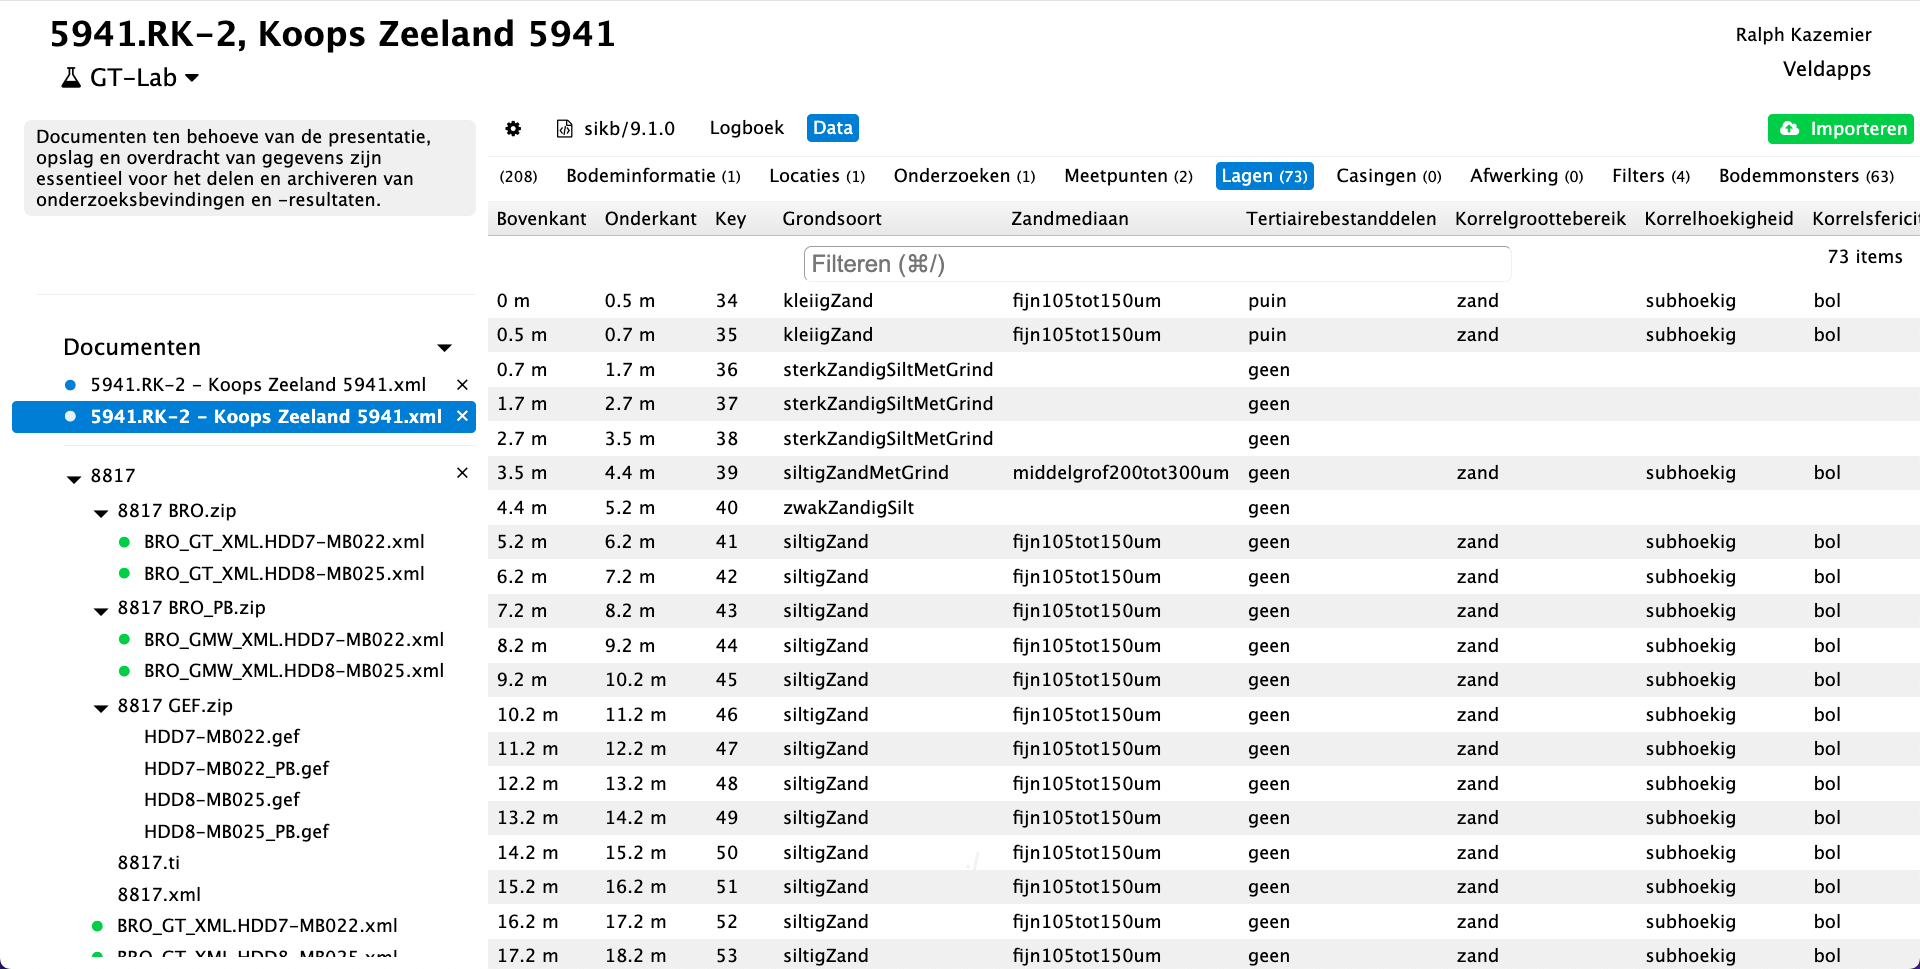 5941.RK-2, Koops Zeeland 5941
GT-Lab
Ralph Kazemier
Veldapps
Documenten ten behoeve van de presentatie,
opslag en overdracht van gegevens zijn
essentieel voor het delen en archiveren van
onderzoeksbevindingen en -resultaten.
Documenten
5941.RK-2 - Koops Zeeland 5941.xml ×
5941.RK-2 - Koops Zeeland 5941.xml ×
8817 ×
8817 BRO.zip
BRO_GT_XML.HDD7-MB022.xml
BRO_GT_XML.HDD8-MB025.xml
8817 BRO_PB.zip
BRO_GMW_XML.HDD7-MB022.xml
BRO_GMW_XML.HDD8-MB025.xml
8817 GEF.zip
HDD7-MB022.gef
HDD7-MB022_PB.gef
HDD8-MB025.gef
HDD8-MB025_PB.gef
8817.ti
8817.xml
BRO_GT_XML.HDD7-MB022.xml
BRO_GT_XML.HDD8-MB025.xml
sikb/9.1.0 Logboek Data Importeren
(208) Bodeminformatie (1) Locaties (1) Onderzoeken (1) Meetpunten (2) Lagen (73) Casingen (0) Afwerking (0) Filters (4) Bodemmonsters (63)
Bovenkant Onderkant Key Grondsoort Zandmediaan Tertiairebestanddelen Korrelgroottebereik Korrelhoekigheid Korrelsfericit
Filteren (⌘/) 73 items
0 m 0.5 m 34 kleiigZand fijn105tot150um puin zand subhoekig bol
0.5 m 0.7 m 35 kleiigZand fijn105tot150um puin zand subhoekig bol
0.7 m 1.7 m 36 sterkZandigSiltMetGrind geen
1.7 m 2.7 m 37 sterkZandigSiltMetGrind geen
2.7 m 3.5 m 38 sterkZandigSiltMetGrind geen
3.5 m 4.4 m 39 siltigZandMetGrind middelgrof200tot300um geen zand subhoekig bol
4.4 m 5.2 m 40 zwakZandigSilt geen
5.2 m 6.2 m 41 siltigZand fijn105tot150um geen zand subhoekig bol
6.2 m 7.2 m 42 siltigZand fijn105tot150um geen zand subhoekig bol
7.2 m 8.2 m 43 siltigZand fijn105tot150um geen zand subhoekig bol
8.2 m 9.2 m 44 siltigZand fijn105tot150um geen zand subhoekig bol
9.2 m 10.2 m 45 siltigZand fijn105tot150um geen zand subhoekig bol
10.2 m 11.2 m 46 siltigZand fijn105tot150um geen zand subhoekig bol
11.2 m 12.2 m 47 siltigZand fijn105tot150um geen zand subhoekig bol
12.2 m 13.2 m 48 siltigZand fijn105tot150um geen zand subhoekig bol
13.2 m 14.2 m 49 siltigZand fijn105tot150um geen zand subhoekig bol
14.2 m 15.2 m 50 siltigZand fijn105tot150um geen zand subhoekig bol
15.2 m 16.2 m 51 siltigZand fijn105tot150um geen zand subhoekig bol
16.2 m 17.2 m 52 siltigZand fijn105tot150um geen zand subhoekig bol
17.2 m 18.2 m 53 siltigZand fijn105tot150um geen zand subhoekig bol